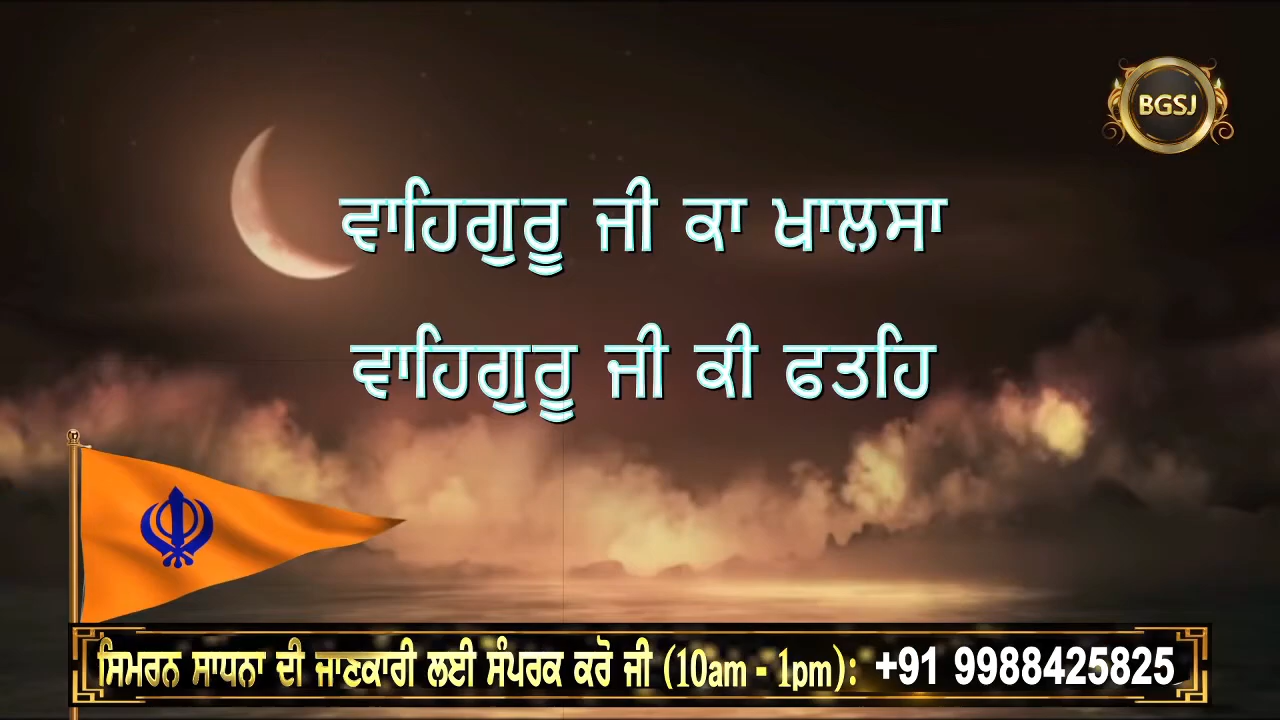 BGSJ
ਵਾਹਿਗੁਰੂ ਜੀ ਕਾ ਖਾਲਸਾ
ਵਾਹਿਗੁਰੂ ਜੀ ਕੀ ਫਤਹਿ
ਸਿਮਰਨ ਸਾਧਨਾ ਦੀ ਜਾਣਕਾਰੀ ਲਈ ਸੰਪਰਕ ਕਰੋ ਜੀ (10am - 1pm): +91 9988425825